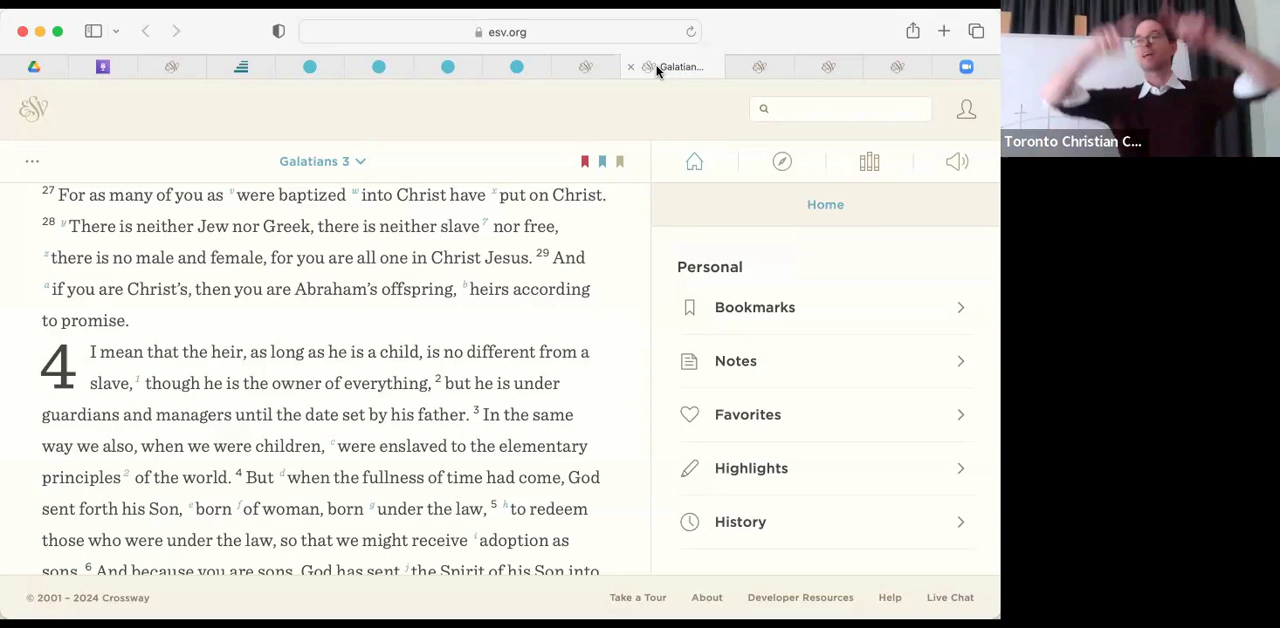 esv.org
Galatian...
ESV
Galatians 3
Home
27 For as many of you as v were baptized w into Christ have x put on Christ.
28 y There is neither Jew nor Greek, there is neither slave 7 nor free,
z there is no male and female, for you are all one in Christ Jesus. 29 And
a if you are Christ's, then you are Abraham's offspring, b heirs according
to promise.
4 I mean that the heir, as long as he is a child, is no different from a
slave, 1 though he is the owner of everything, 2 but he is under
guardians and managers until the date set by his father. 3 In the same
way we also, when we were children, c were enslaved to the elementary
principles 2 of the world. 4 But d when the fullness of time had come, God
sent forth his Son, e born f of woman, born g under the law, 5 h to redeem
those who were under the law, so that we might receive i adoption as
sons. 6 And because you are sons, God has sent j the Spirit of his Son into
Personal
Bookmarks
Notes
Favorites
Highlights
History
© 2001 – 2024 Crossway
Take a Tour
About
Developer Resources
Help
Live Chat
Toronto Christian C...